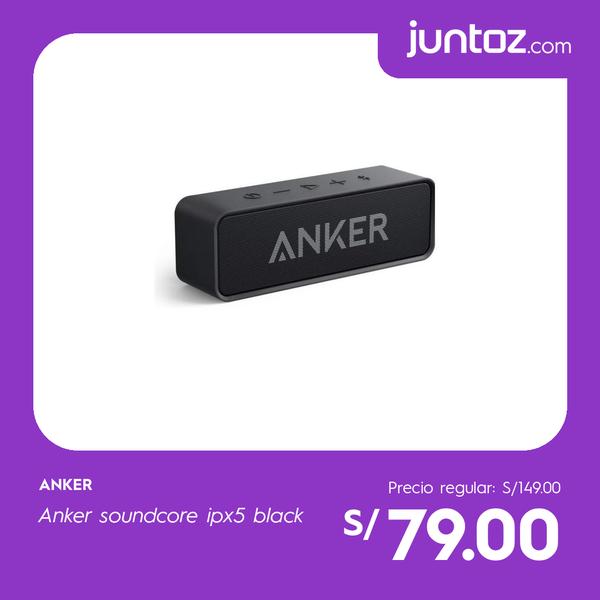 juntoz.com
ANKER
ANKER
Anker soundcore ipx5 black
Precio regular: S/149.00
S/79.00